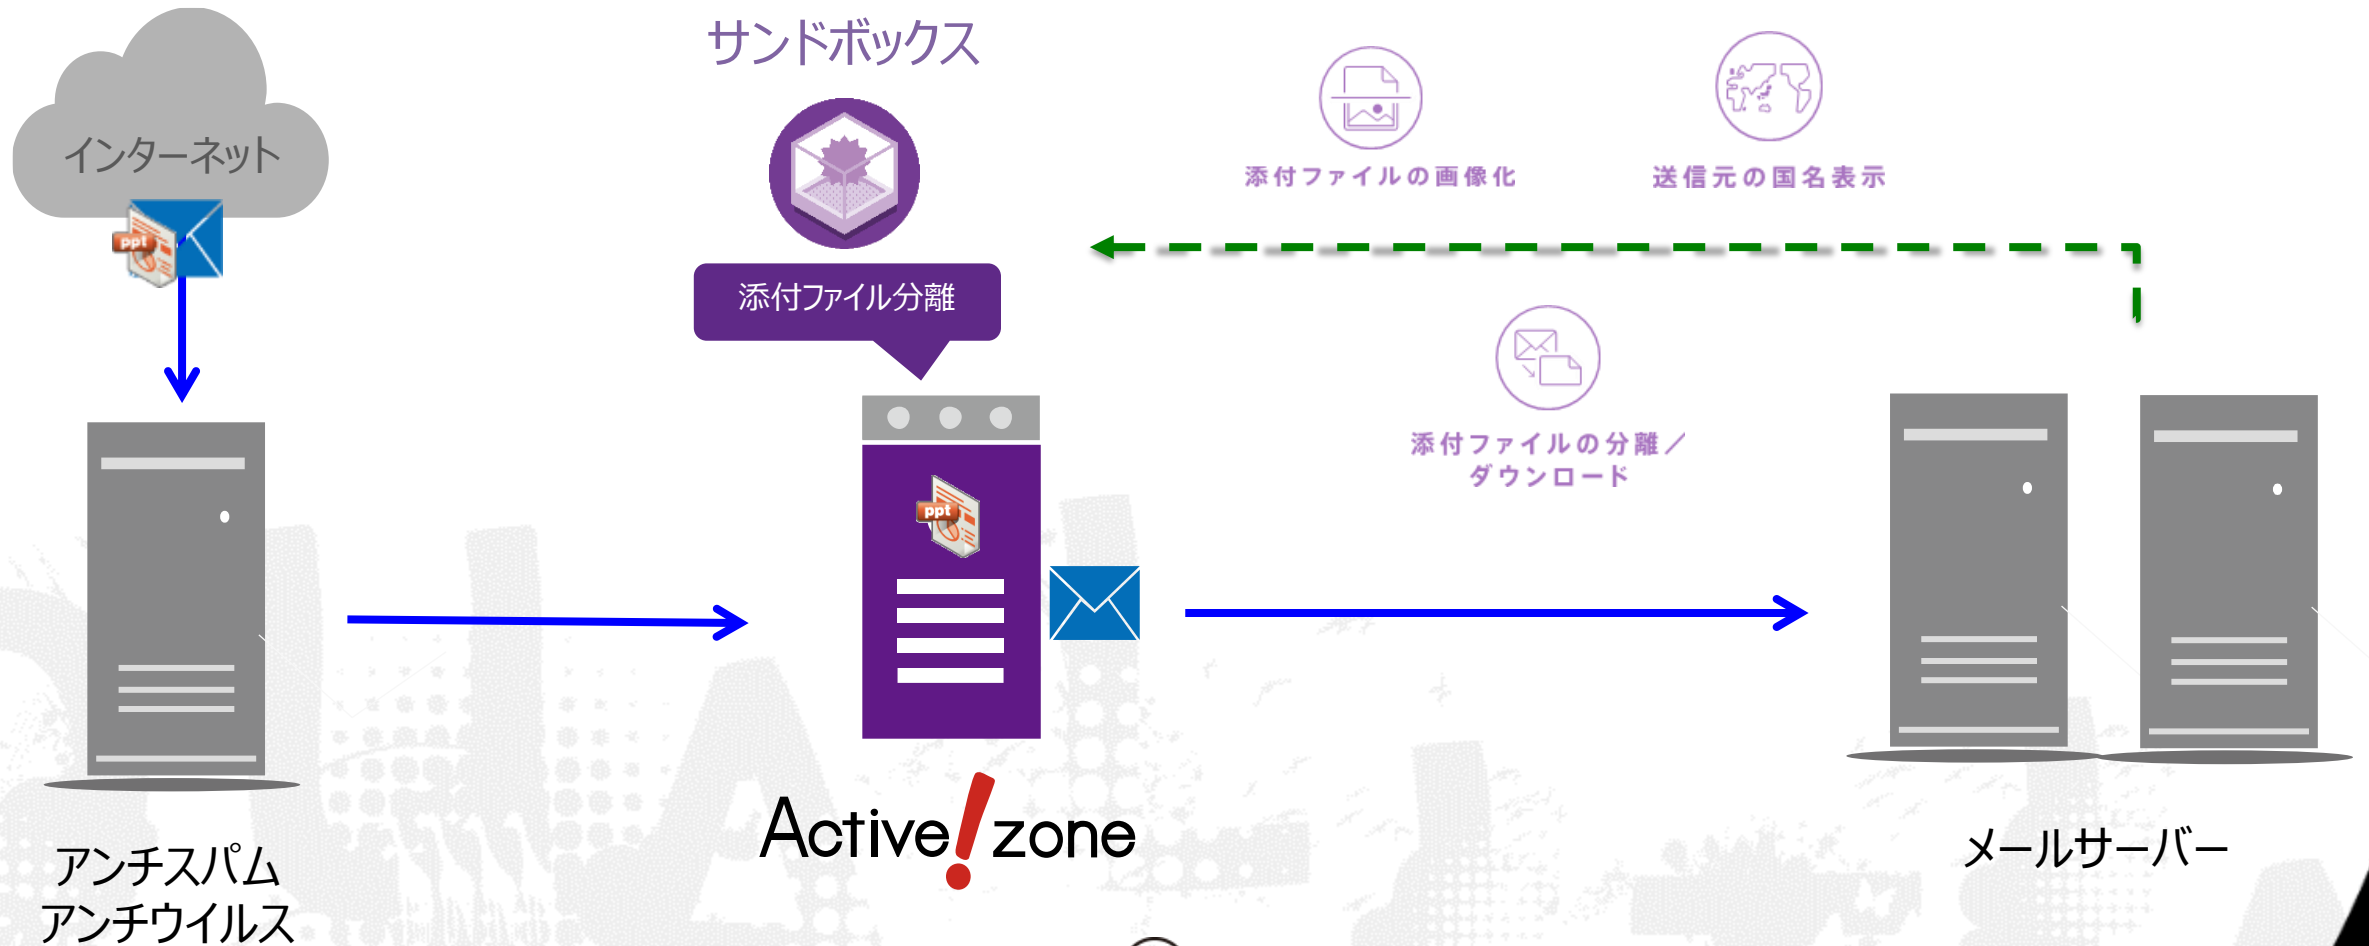 サンドボックス
インターネット
添付ファイルの画像化
送信元の国名表示
ppt
添付ファイル分離
添付ファイルの分離／
ダウンロード
ppt
Active!zone
アンチスパム
アンチウイルス
メールサーバー